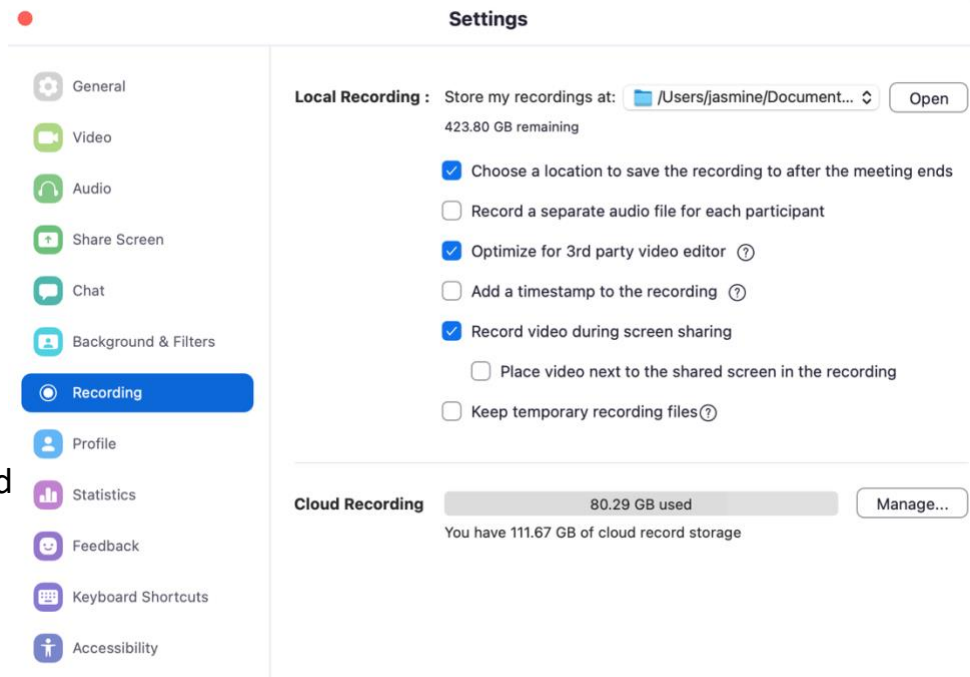 Settings
General
Video
Audio
Share Screen
Chat
Background & Filters
Recording
Profile
d
Statistics
Feedback
Keyboard Shortcuts
Accessibility
Local Recording : Store my recordings at: /Users/jasmine/Document... Open
423.80 GB remaining
Choose a location to save the recording to after the meeting ends
Record a separate audio file for each participant
Optimize for 3rd party video editor ?
Add a timestamp to the recording ?
Record video during screen sharing
Place video next to the shared screen in the recording
Keep temporary recording files ?
Cloud Recording 80.29 GB used Manage...
You have 111.67 GB of cloud record storage